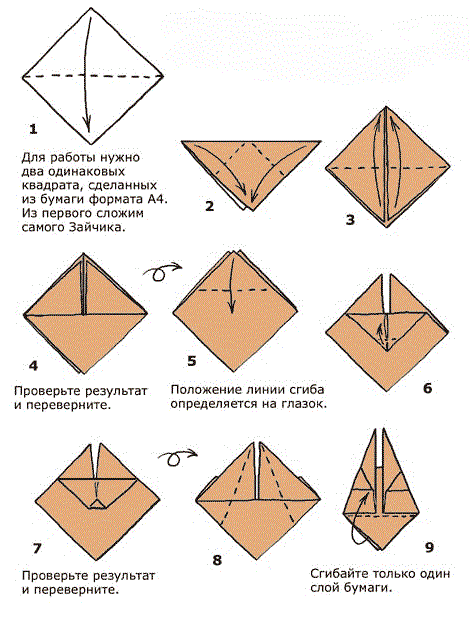 1
Для работы нужно
два одинаковых
квадрата, сделанных
из бумаги формата А4.
Из первого сложим
самого Зайчика.
2
3
4
Проверьте результат
и переверните.
5
Положение линии сгиба
определяется на глазок.
6
7
Проверьте результат
и переверните.
8
9
Сгибайте только один
слой бумаги.